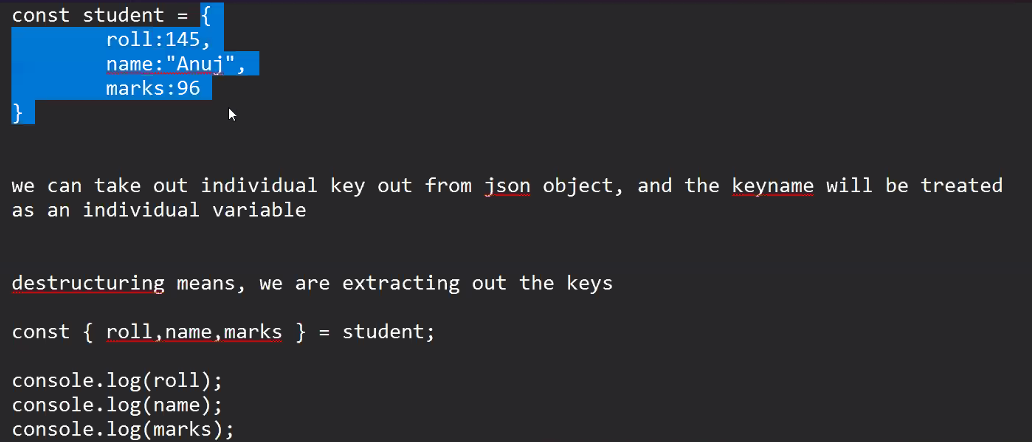 const student = {
roll:145,
name:"Anuj",
marks:96
}
we can take out individual key out from json object, and the keyname will be treated
as an individual variable
destructuring means, we are extracting out the keys
const { roll,name,marks } = student;
console.log(roll);
console.log(name);
console.log(marks);